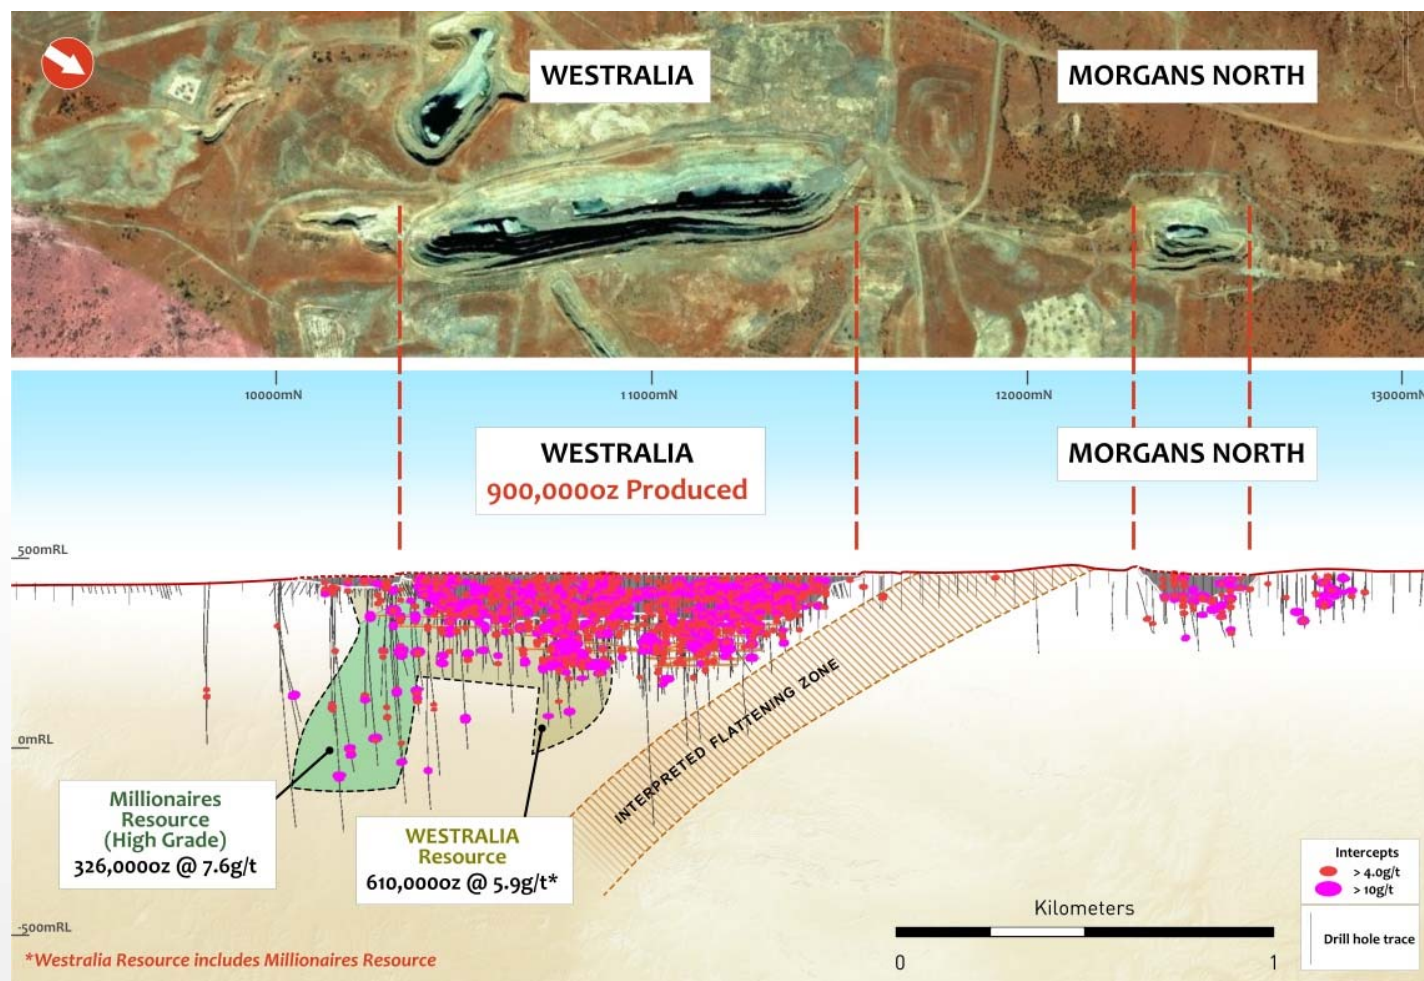 WESTRALIA
MORGANS NORTH
10000mN
11000mN
12000mN
13000mN
WESTRALIA
900,000oz Produced
MORGANS NORTH
500mRL
0mRL
INTERPRETED FLATTENING ZONE
Millionaires
Resource
(High Grade)
326,000oz @ 7.6g/t
WESTRALIA
Resource
610,000oz @ 5.9g/t*
Intercepts
> 4.0g/t
> 10g/t
Drill hole trace
Kilometers
0
1
-500mRL
*Westralia Resource includes Millionaires Resource